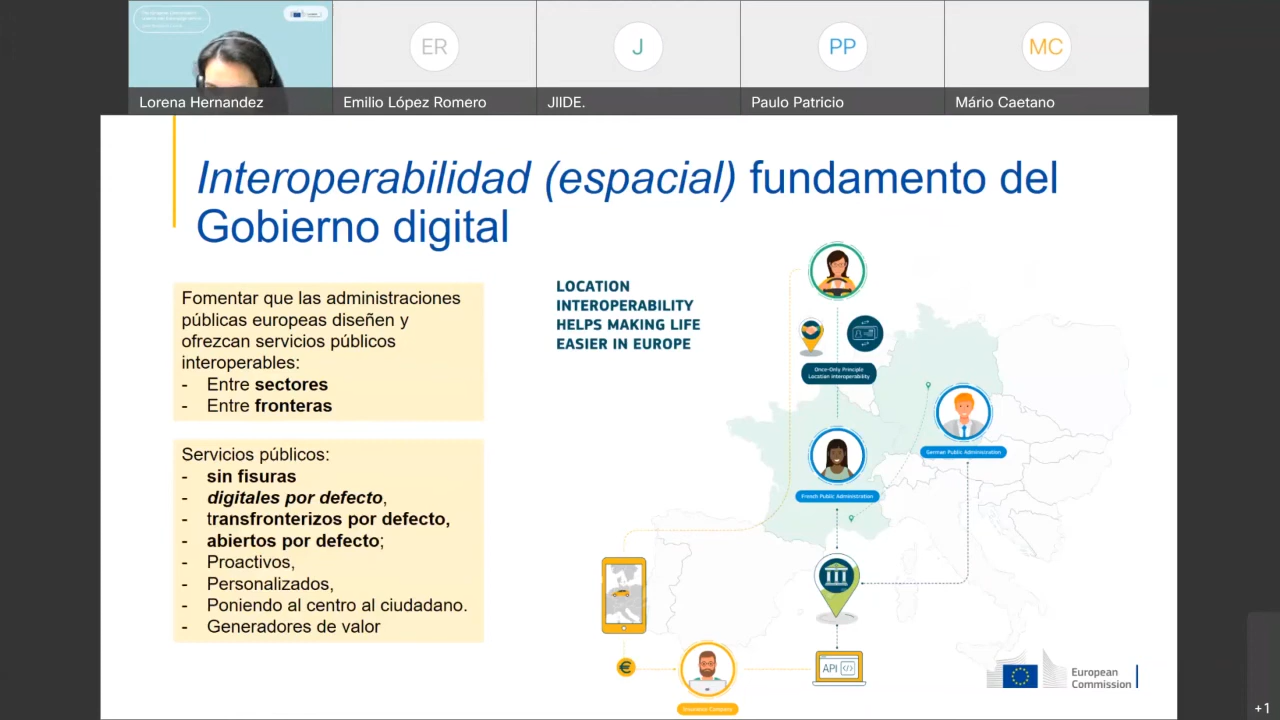 ER
J
PP
MC
Lorena Hernandez
Emilio López Romero
JIIDE.
Paulo Patricio
Mário Caetano
Interoperabilidad (espacial) fundamento del
Gobierno digital
Fomentar que las administraciones
públicas europeas diseñen y
ofrezcan servicios públicos
interoperables:
- Entre sectores
- Entre fronteras
Servicios públicos:
- sin fisuras
- digitales por defecto,
- transfronterizos por defecto,
- abiertos por defecto;
- Proactivos,
- Personalizados,
- Poniendo al centro al ciudadano.
- Generadores de valor
LOCATION
INTEROPERABILITY
HELPS MAKING LIFE
EASIER IN EUROPE
Once-Only Principle
Location Interoperability
German Public Administration
French Public Administration
€
API </>
Insurance Company
European
Commission
+1